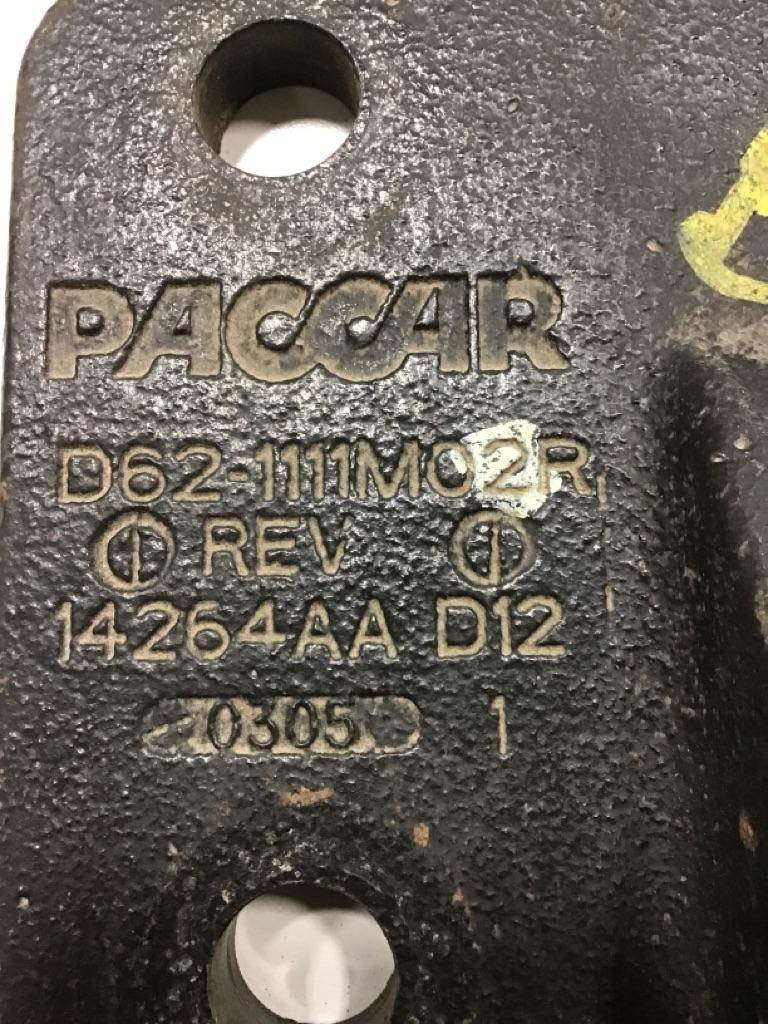 PACCAR
D62-1111M02R
REV
14264AA D12
0305 1